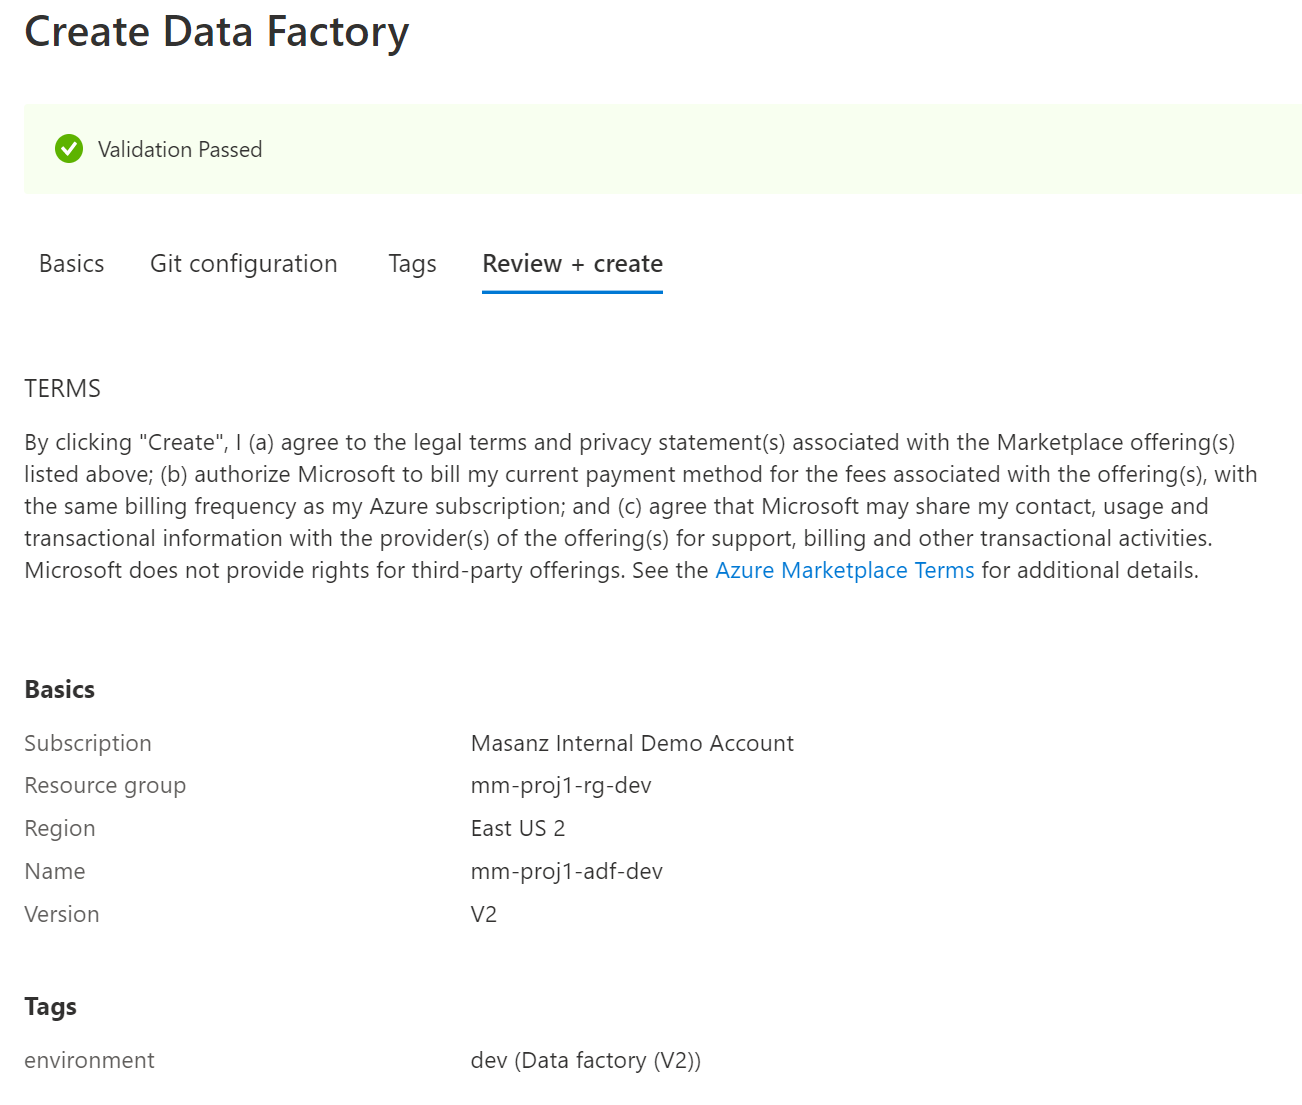 Create Data Factory
Validation Passed
Basics Git configuration Tags Review + create
TERMS
By clicking "Create", I (a) agree to the legal terms and privacy statement(s) associated with the Marketplace offering(s)
listed above; (b) authorize Microsoft to bill my current payment method for the fees associated with the offering(s), with
the same billing frequency as my Azure subscription; and (c) agree that Microsoft may share my contact, usage and
transactional information with the provider(s) of the offering(s) for support, billing and other transactional activities.
Microsoft does not provide rights for third-party offerings. See the Azure Marketplace Terms for additional details.
Basics
Subscription Masanz Internal Demo Account
Resource group mm-proj1-rg-dev
Region East US 2
Name mm-proj1-adf-dev
Version V2
Tags
environment dev (Data factory (V2))